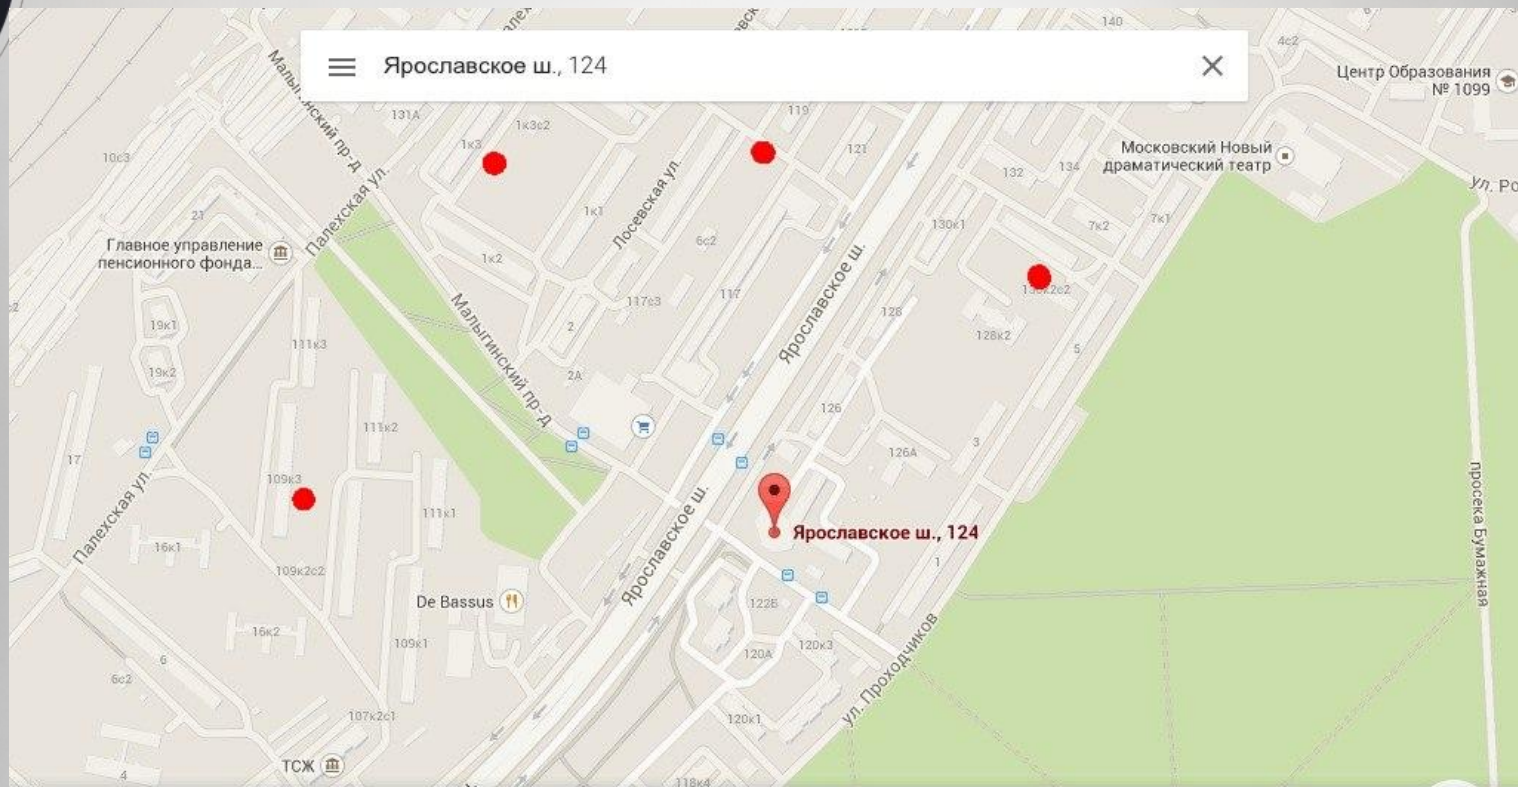 Ярославское ш., 124
140
4с2
Центр Образования
№ 1099
Малыгинский пр-д
131А
1к3с2
1к3
119
121
10с3
Палехская ул.
Лосевская ул.
Московский Новый
драматический театр
132
134
ул. Ро
21
1к1
6с2
130к1
7к2
7к1
Главное управление
пенсионного фонда...
1к2
117с3
117
Ярославское ш.
128
128к2
5
19к1
111к3
2
Малыгинский пр-д
19к2
2А
126
111к2
126А
3
17
109к3
Палехская ул.
111к1
Ярославское ш.
Ярославское ш., 124
просека Бумажная
16к1
109к2с2
1
De Bassus
122Б
16к2
109к1
120А
120к3
ул. Проходчиков
6
6с2
107к2с1
120к1
ТСЖ
4
118к4